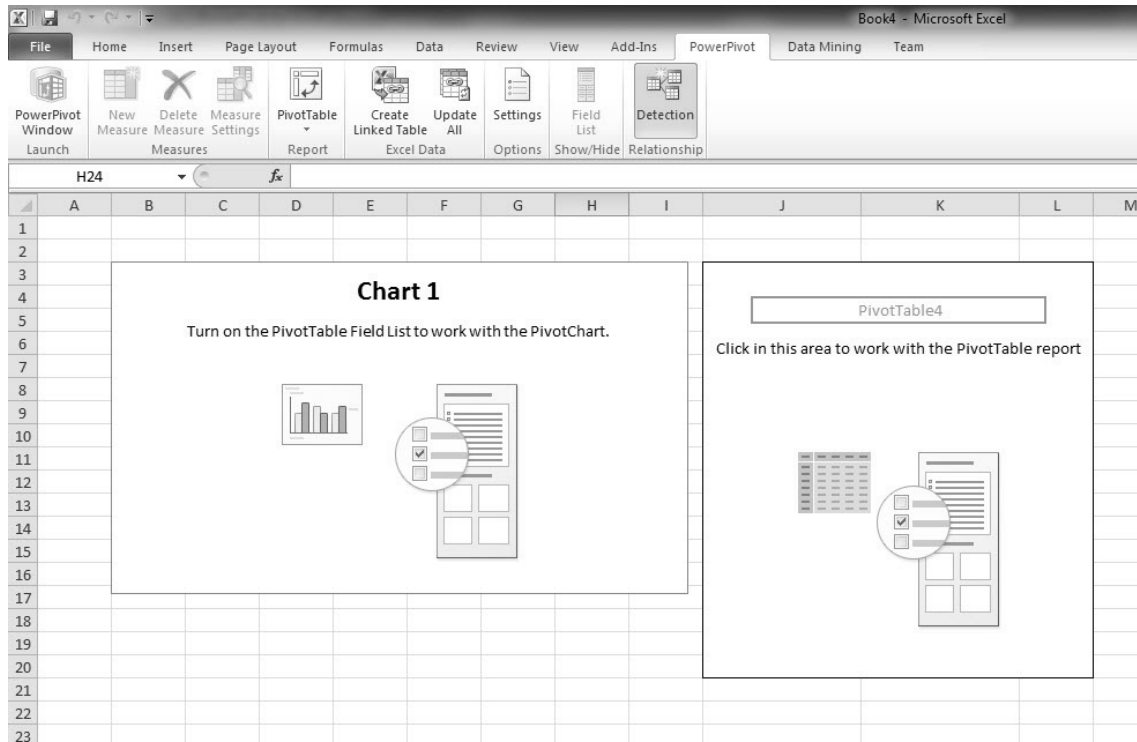 Book4 - Microsoft Excel
File Home Insert Page Layout Formulas Data Review View Add-Ins PowerPivot Data Mining Team
PowerPivot Window
New Measure
Delete Measure
Measure Settings
PivotTable
Create Linked Table
Update All
Settings
Field List
Detection
Launch Measures Report Excel Data Options Show/Hide Relationship
H24 fx
A B C D E F G H I J K L M
1
2
3
4
5
6
7
8
9
10
11
12
13
14
15
16
17
18
19
20
21
22
23
Chart 1
Turn on the PivotTable Field List to work with the PivotChart.
PivotTable4
Click in this area to work with the PivotTable report